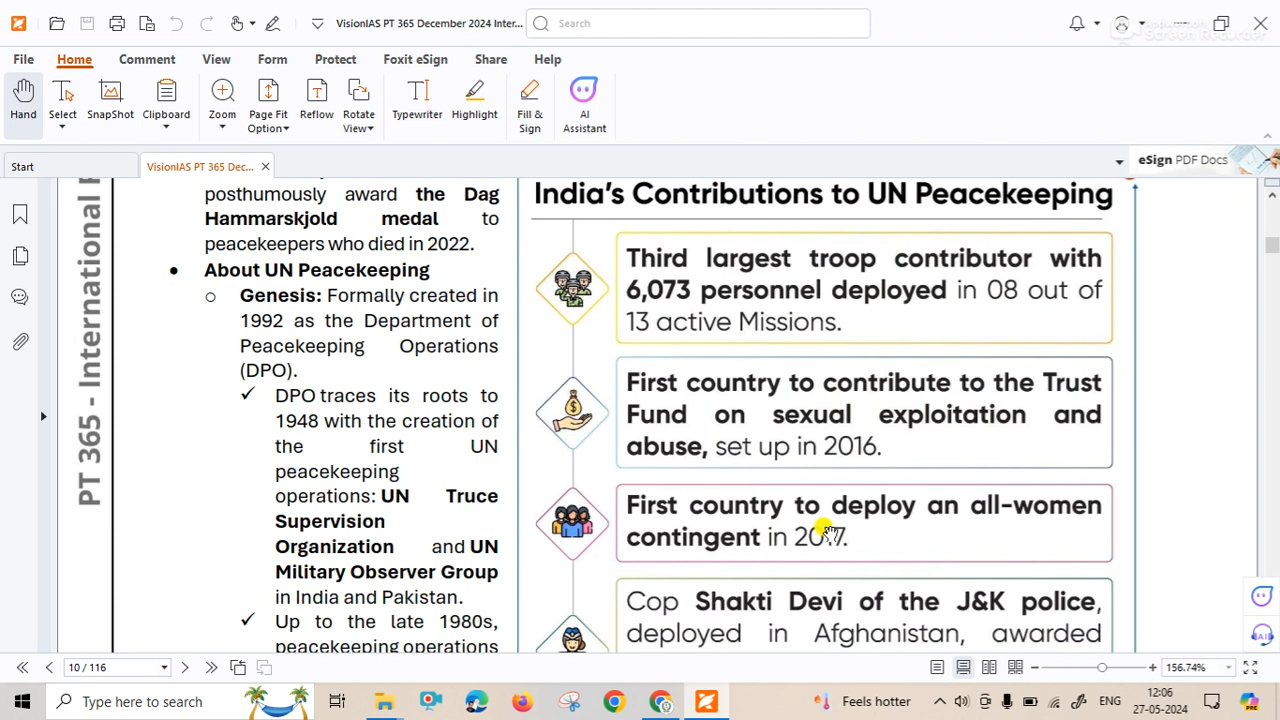 VisionIAS PT 365 December 2024 Inter...
Search
File
Home
Comment
View
Form
Protect
Foxit eSign
Share
Help
Hand
Select
SnapShot
Clipboard
Zoom
Page Fit
Option
Reflow
Rotate
View
Typewriter
Highlight
Fill &
Sign
AI
Assistant
Start
VisionIAS PT 365 Dec...
eSign PDF Docs
PT 365 - International
posthumously award the Dag
Hammarskjold medal to
peacekeepers who died in 2022.
• About UN Peacekeeping
o Genesis: Formally created in
1992 as the Department of
Peacekeeping Operations
(DPO).
✓ DPO traces its roots to
1948 with the creation of
the first UN
peacekeeping
operations: UN Truce
Supervision
Organization and UN
Military Observer Group
in India and Pakistan.
✓ Up to the late 1980s,
peacekeeping operations
India's Contributions to UN Peacekeeping
Third largest troop contributor with
6,073 personnel deployed in 08 out of
13 active Missions.
First country to contribute to the Trust
Fund on sexual exploitation and
abuse, set up in 2016.
First country to deploy an all-women
contingent in
Cop Shakti Devi of the J&K police,
deployed in Afghanistan, awarded
10 / 116
156.74%
Type here to search
Feels hotter
ENG
12:06
27-05-2024